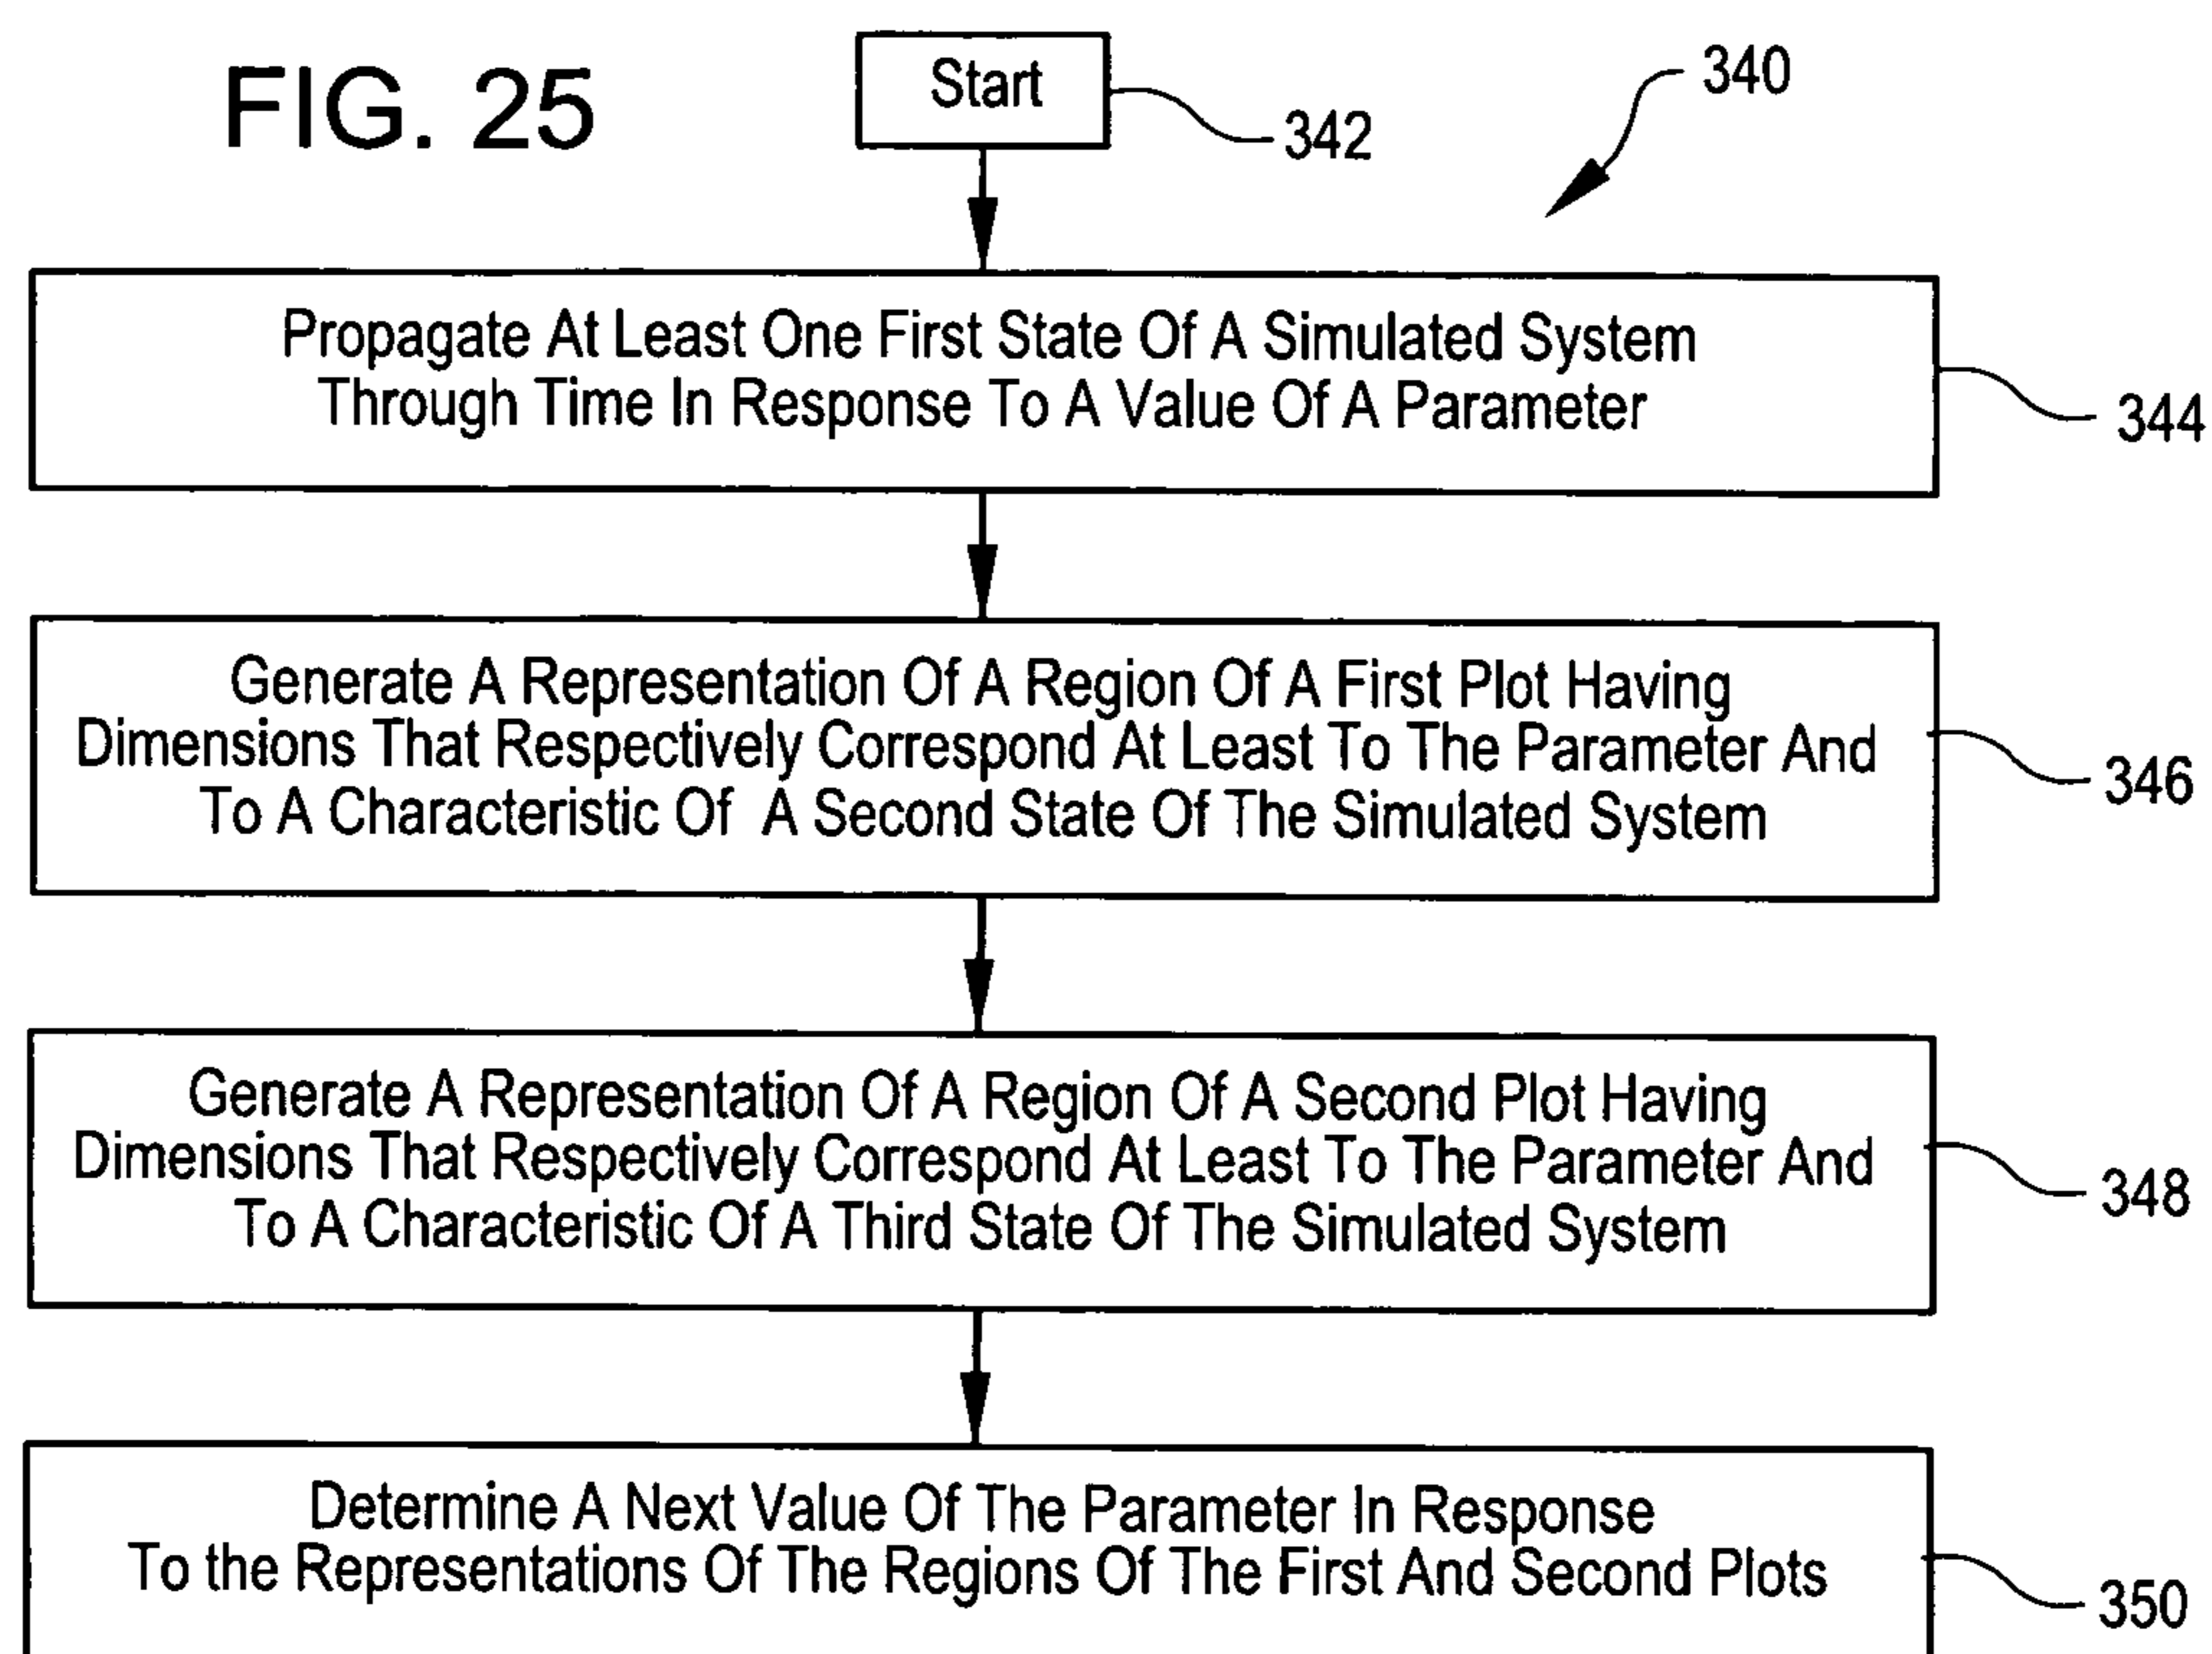 FIG. 25
Start
340
342
Propagate At Least One First State Of A Simulated System
Through Time In Response To A Value Of A Parameter
344
Generate A Representation Of A Region Of A First Plot Having
Dimensions That Respectively Correspond At Least To The Parameter And
To A Characteristic Of A Second State Of The Simulated System
346
Generate A Representation Of A Region Of A Second Plot Having
Dimensions That Respectively Correspond At Least To The Parameter And
To A Characteristic Of A Third State Of The Simulated System
348
Determine A Next Value Of The Parameter In Response
To the Representations Of The Regions Of The First And Second Plots
350